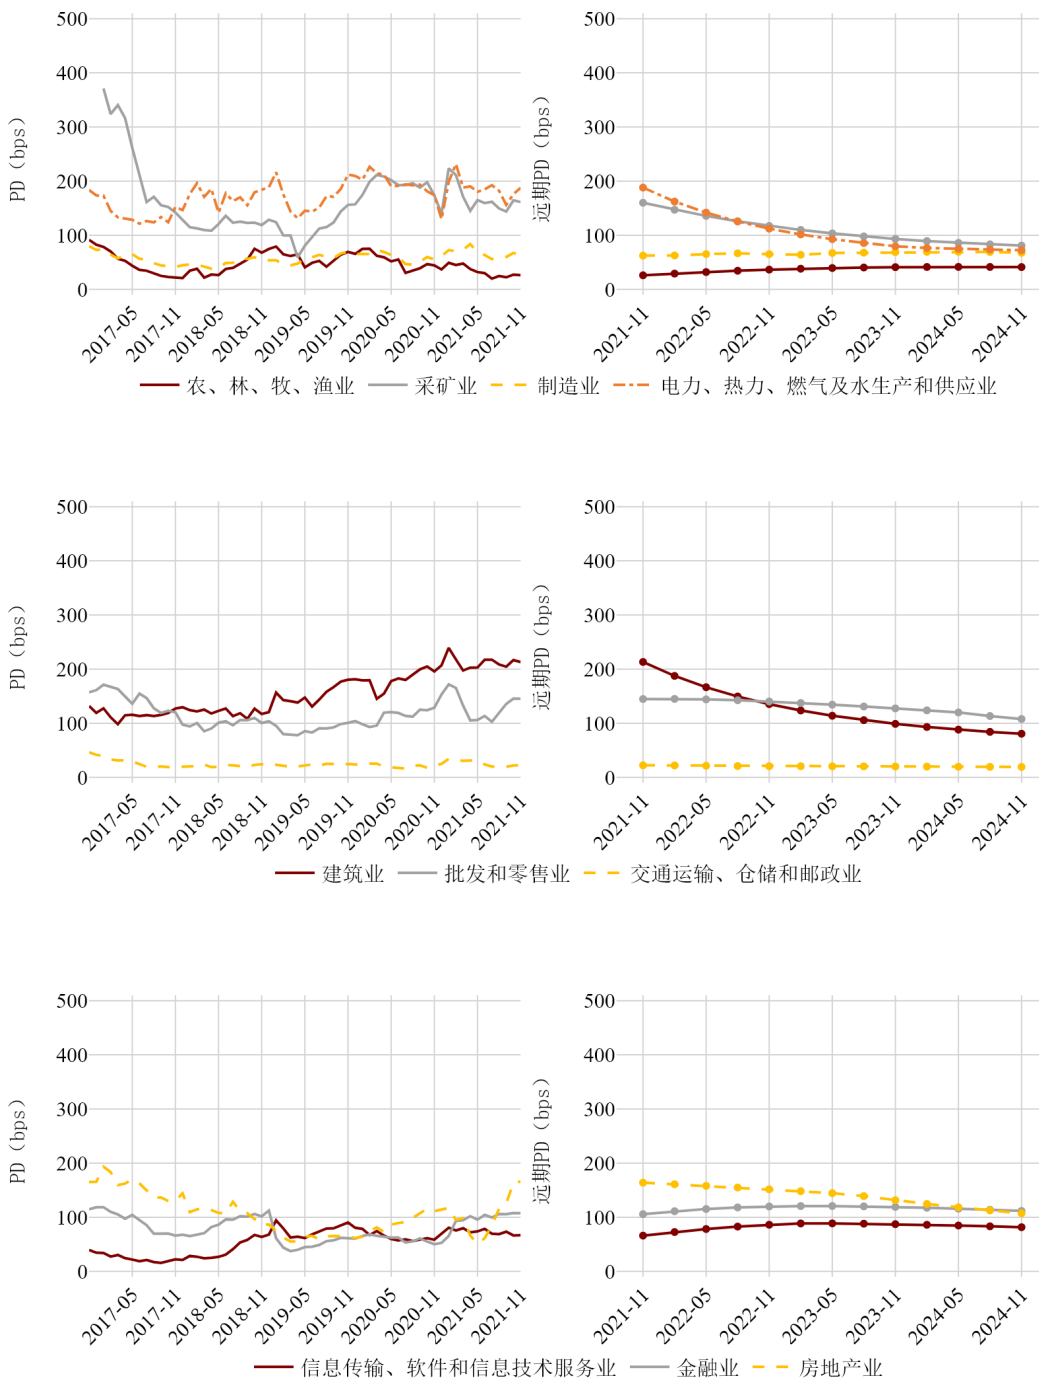 500 500
400 400
300 300
200 200
100 100
0 0
PD（bps） 远期PD（bps）
2017-05 2017-11 2018-05 2018-11 2019-05 2019-11 2020-05 2020-11 2021-05 2021-11 2021-11 2022-05 2022-11 2023-05 2023-11 2024-05 2024-11
农、林、牧、渔业 采矿业 制造业 电力、热力、燃气及水生产和供应业
500 500
400 400
300 300
200 200
100 100
0 0
PD（bps） 远期PD（bps）
2017-05 2017-11 2018-05 2018-11 2019-05 2019-11 2020-05 2020-11 2021-05 2021-11 2021-11 2022-05 2022-11 2023-05 2023-11 2024-05 2024-11
建筑业 批发和零售业 交通运输、仓储和邮政业
500 500
400 400
300 300
200 200
100 100
0 0
PD（bps） 远期PD（bps）
2017-05 2017-11 2018-05 2018-11 2019-05 2019-11 2020-05 2020-11 2021-05 2021-11 2021-11 2022-05 2022-11 2023-05 2023-11 2024-05 2024-11
信息传输、软件和信息技术服务业 金融业 房地产业